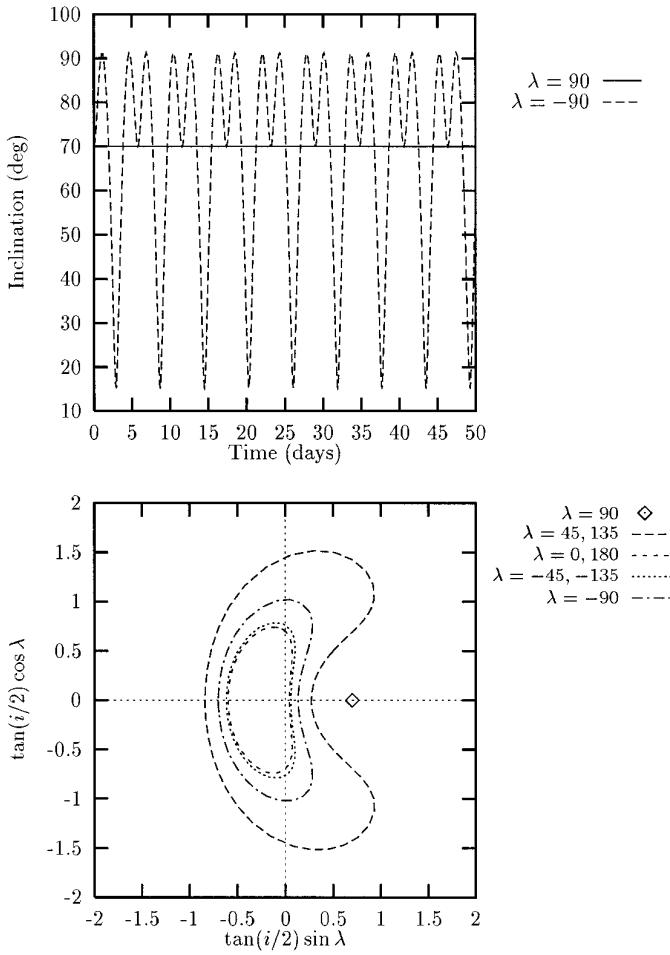 100
90
80
70
60
50
40
30
20
10
Inclination (deg)
0 5 10 15 20 25 30 35 40 45 50
Time (days)
λ = 90
λ = −90
2
1.5
1
0.5
0
-0.5
-1
-1.5
-2
tan(i/2) cos λ
-2 -1.5 -1 -0.5 0 0.5 1 1.5 2
tan(i/2) sin λ
λ = 90
λ = 45, 135
λ = 0, 180
λ = −45, −135
λ = −90